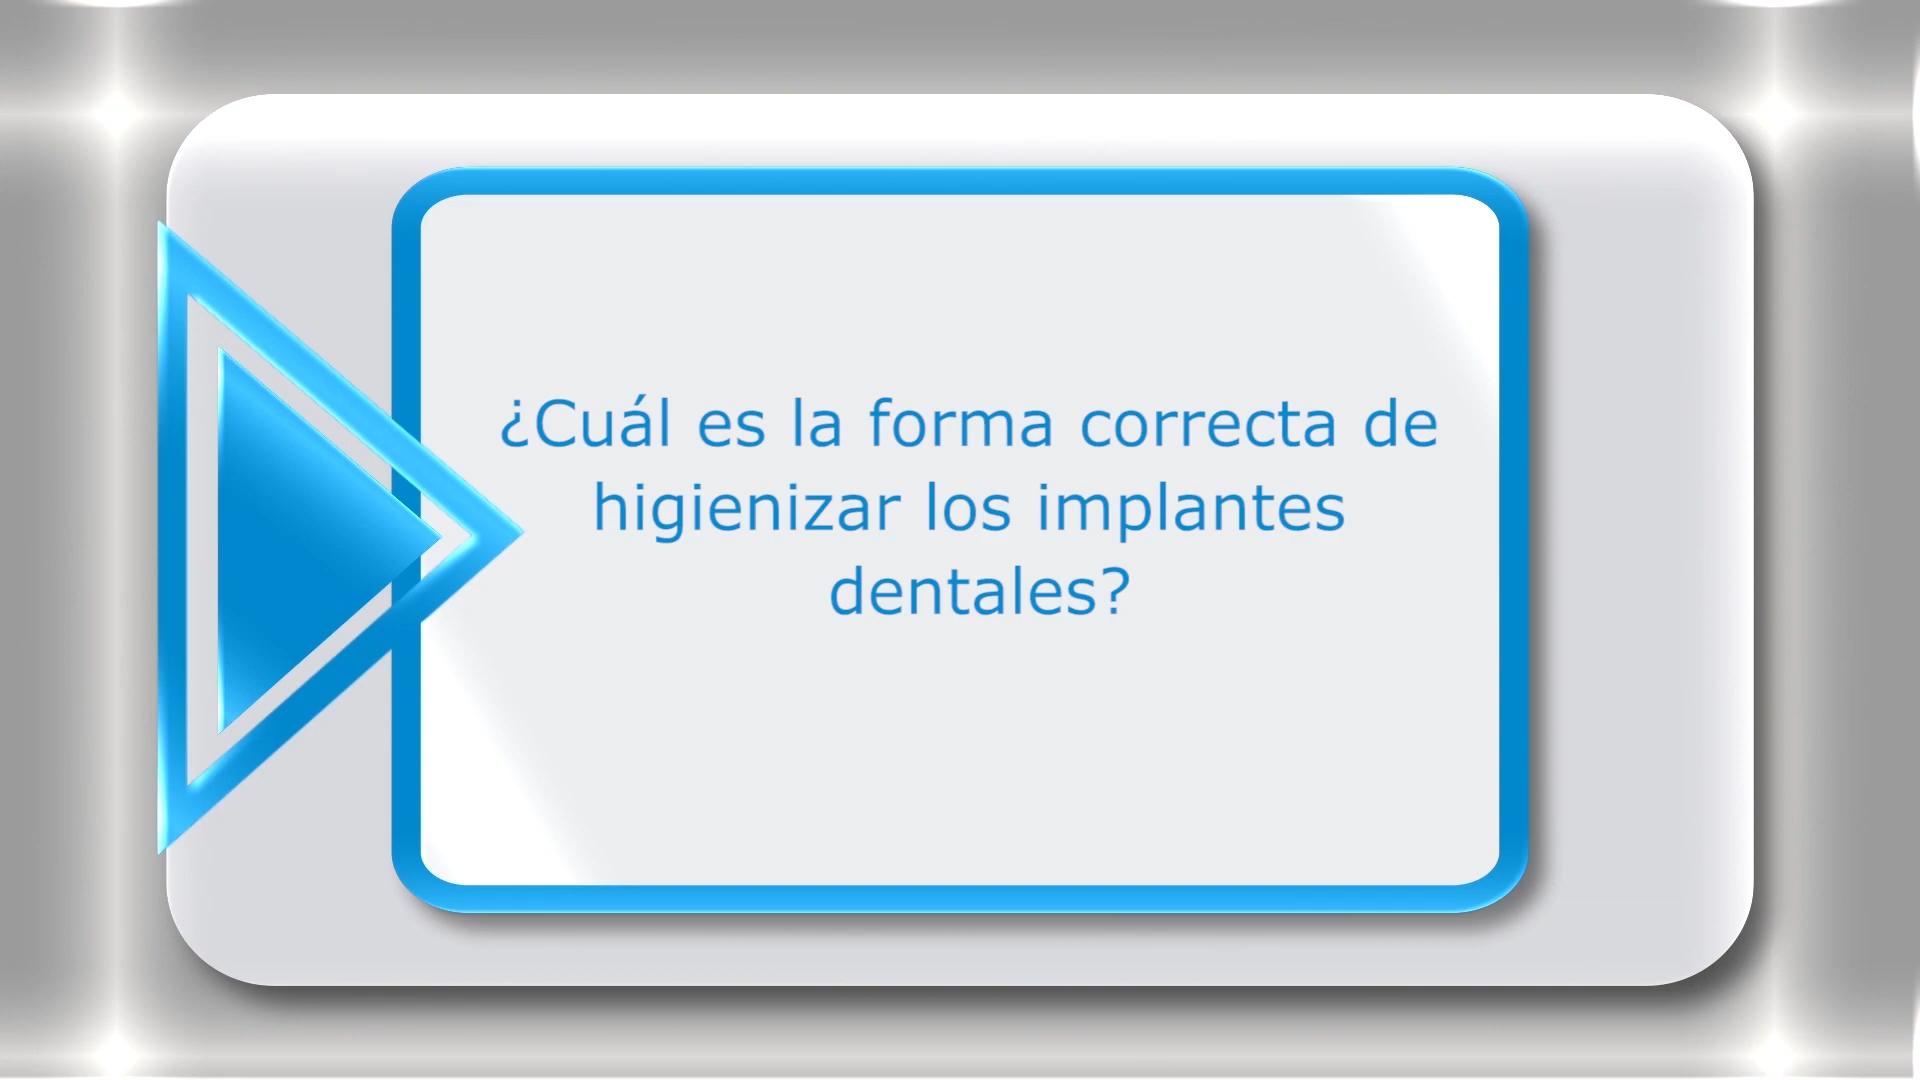 ¿Cuál es la forma correcta de
higienizar los implantes
dentales?